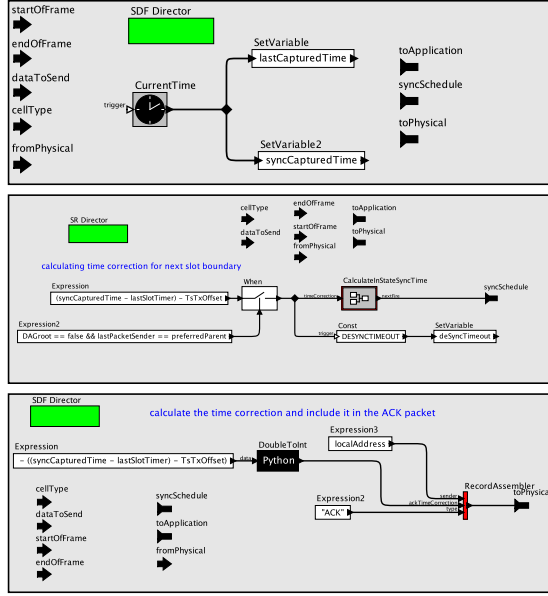 startOfFrame
SDF Director
endOfFrame
SetVariable
lastCapturedTime
toApplication
dataToSend
CurrentTime
syncSchedule
trigger
cellType
toPhysical
fromPhysical
SetVariable2
syncCapturedTime
SR Director
cellType
endOfFrame
toApplication
dataToSend
startOfFrame
toPhysical
fromPhysical
calculating time correction for next slot boundary
Expression
(syncCapturedTime - lastSlotTimer) - TsTxOffset
When
timeCorrection
CalculateInStateSyncTime
nextfire
syncSchedule
Expression2
DAGroot == false && lastPacketSender == preferredParent
trigger
Const
DESYNCTIMEOUT
SetVariable
deSyncTimeout
SDF Director
calculate the time correction and include it in the ACK packet
Expression3
localAddress
Expression
- ((syncCapturedTime - lastSlotTimer) - TsTxOffset)
data
DoubleToInt
Python
RecordAssembler
sender
ackTimeCorrection
type
toPhysica
Expression2
"ACK"
cellType
syncSchedule
dataToSend
toApplication
startOfFrame
fromPhysical
endOfFrame